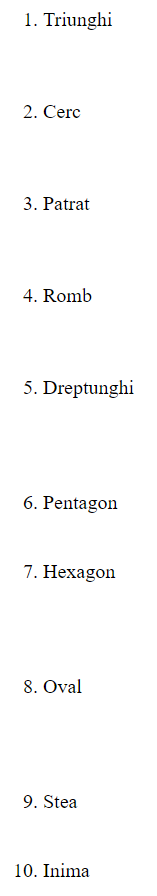 1. Triunghi
2. Cerc
3. Patrat
4. Romb
5. Dreptunghi
6. Pentagon
7. Hexagon
8. Oval
9. Stea
10. Inima